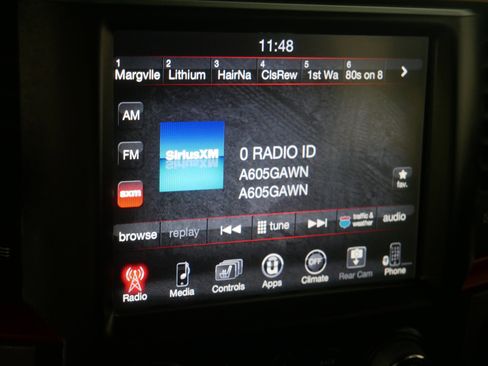 11:48
1 2 3 4 5 6
Margvlle Lithium HairNa ClsRew 1st Wa 80s on 8
AM
FM
sxm
SiriusXM
0 RADIO ID
A605GAWN
A605GAWN
fav.
browse replay tune traffic & weather audio
Radio Media Controls Apps OFF Climate Rear Cam Phone